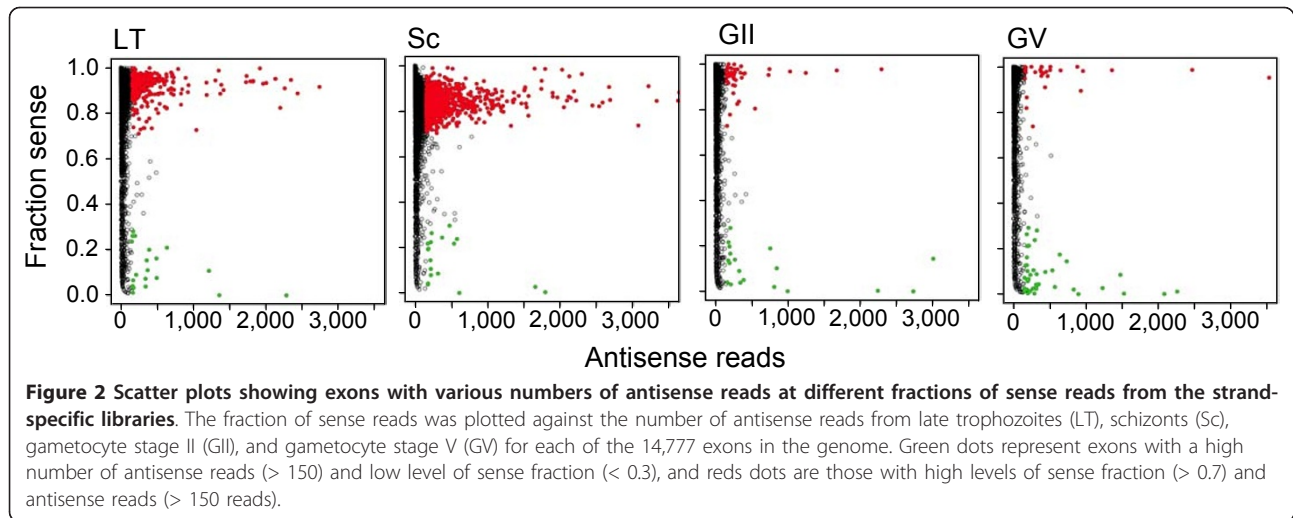 LT Sc GII GV
1.0
0.8
0.6
0.4
0.2
0.0
Fraction sense
0 1,000 2,000 3,000 0 1,000 2,000 3,000 0 1,000 2,000 3,000 0 1,000 2,000 3,000
Antisense reads
Figure 2 Scatter plots showing exons with various numbers of antisense reads at different fractions of sense reads from the strand-
specific libraries. The fraction of sense reads was plotted against the number of antisense reads from late trophozoites (LT), schizonts (Sc),
gametocyte stage II (GII), and gametocyte stage V (GV) for each of the 14,777 exons in the genome. Green dots represent exons with a high
number of antisense reads (> 150) and low level of sense fraction (< 0.3), and reds dots are those with high levels of sense fraction (> 0.7) and
antisense reads (> 150 reads).